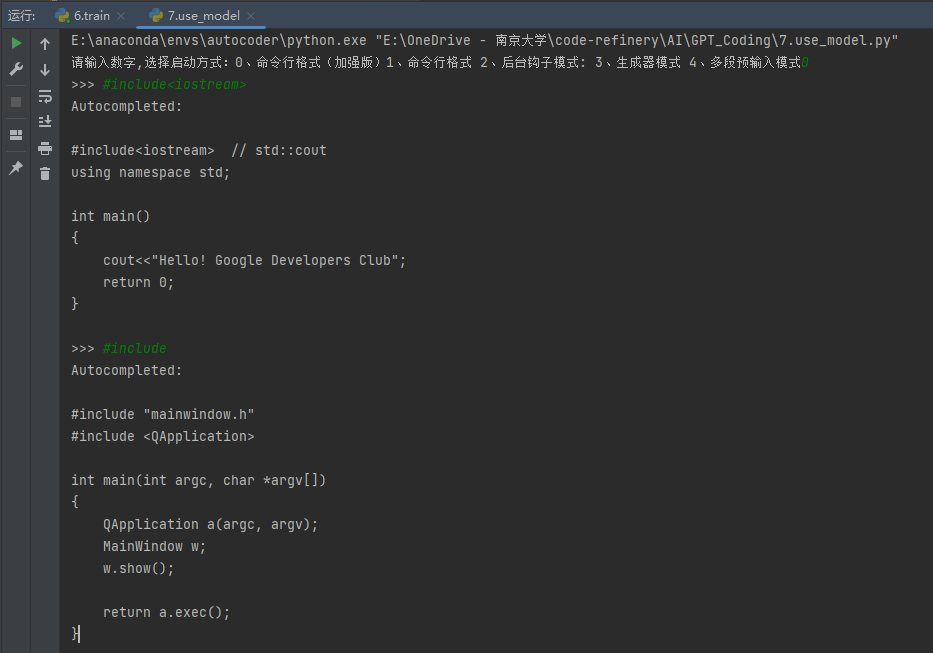 运行: 6.train 7.use_model
E:\anaconda\envs\autocoder\python.exe "E:\OneDrive - 南京大学\code-refinery\AI\GPT_Coding\7.use_model.py"
请输入数字,选择启动方式：0、命令行格式（加强版）1、命令行格式 2、后台钩子模式: 3、生成器模式 4、多段预输入模式0
>>> #include<iostream>
Autocompleted:
#include<iostream>  // std::cout
using namespace std;
int main()
{
    cout<<"Hello! Google Developers Club";
    return 0;
}
>>> #include
Autocompleted:
#include "mainwindow.h"
#include <QApplication>
int main(int argc, char *argv[])
{
    QApplication a(argc, argv);
    MainWindow w;
    w.show();
    return a.exec();
}